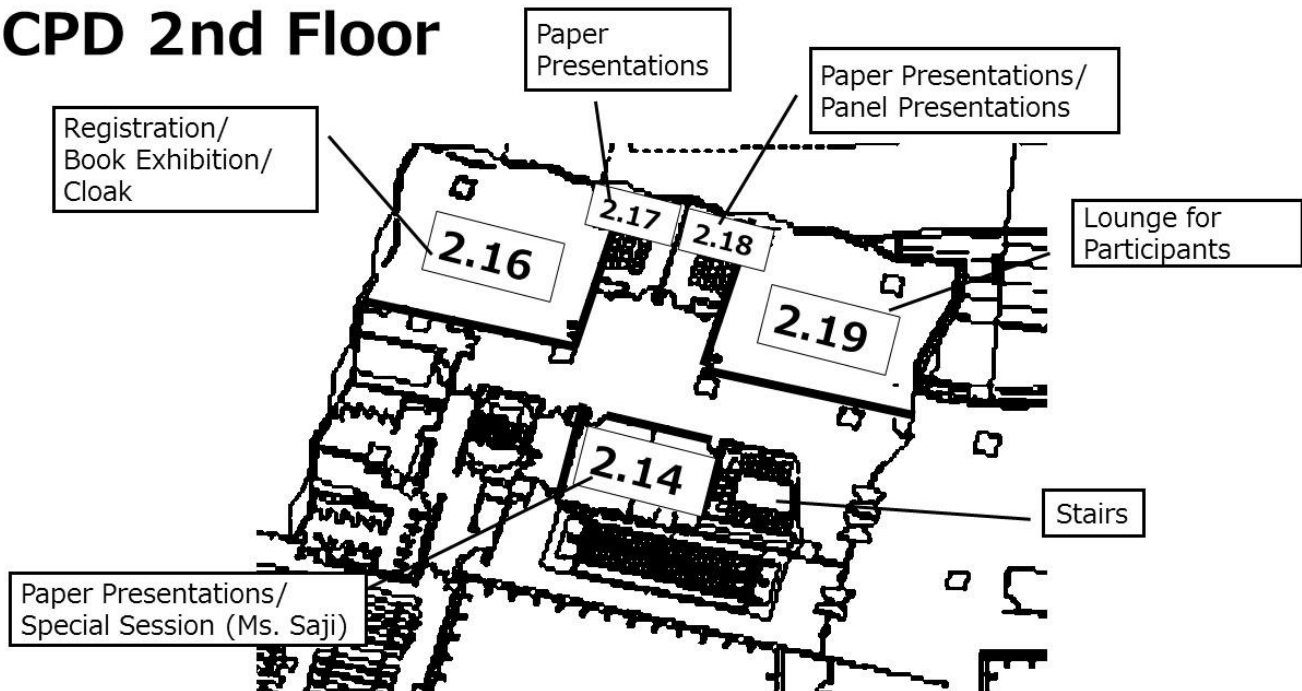 CPD 2nd Floor
Paper
Presentations
Paper Presentations/
Panel Presentations
Registration/
Book Exhibition/
Cloak
Lounge for
Participants
2.17
2.18
2.16
2.19
2.14
Stairs
Paper Presentations/
Special Session (Ms. Saji)